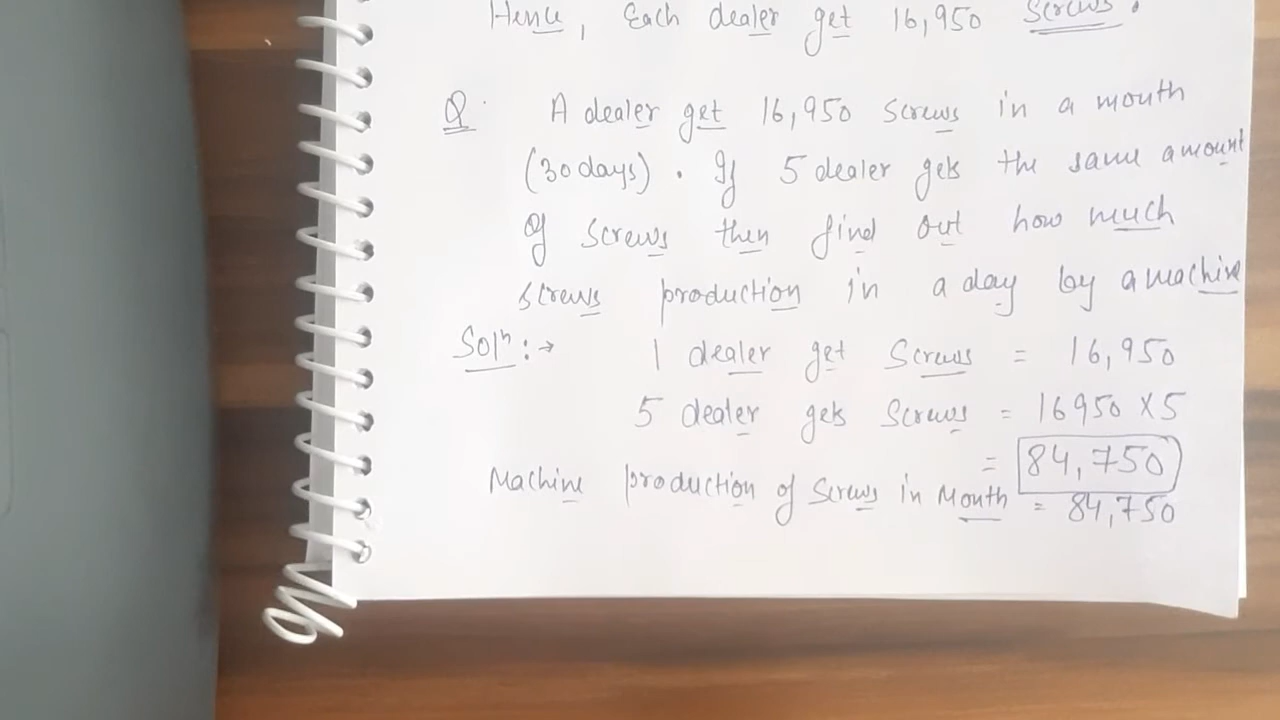 Hence, Each dealer get 16,950 Screws.
Q. A dealer get 16,950 Screws in a mouth
(30 days). If 5 dealer gets the same amount
of screws then find out how much
screws production in a day by a machine
Solⁿ:→ 1 dealer get Screws = 16,950
5 dealer gets Screws = 16950 X 5
= 84,750
Machine production of Screws in Mouth = 84,750